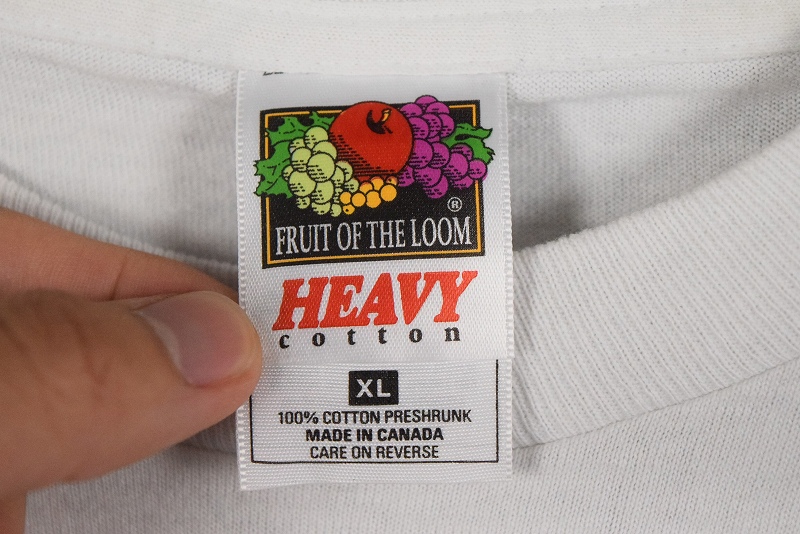 ®
FRUIT OF THE LOOM
HEAVY
cotton
XL
100% COTTON PRESHRUNK
MADE IN CANADA
CARE ON REVERSE